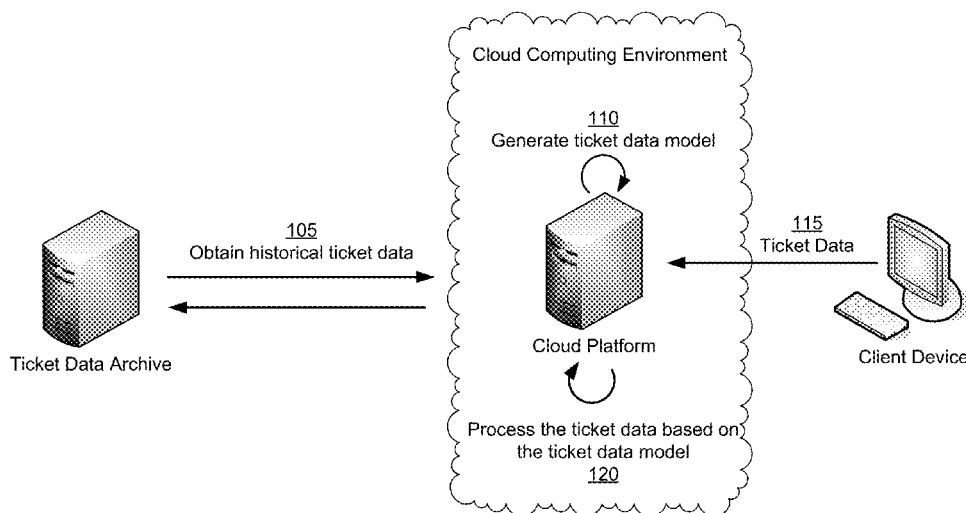 Cloud Computing Environment
110
Generate ticket data model
105
Obtain historical ticket data
115
Ticket Data
Ticket Data Archive
Cloud Platform
Client Device
Process the ticket data based on
the ticket data model
120